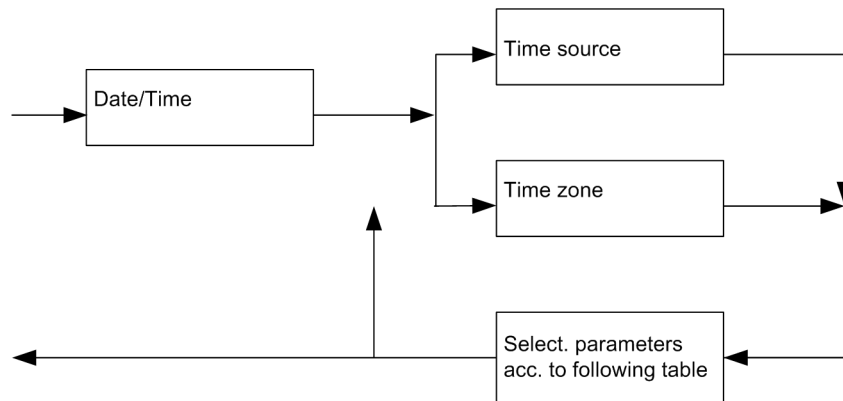 Date/Time
Time source
Time zone
Select. parameters
acc. to following table